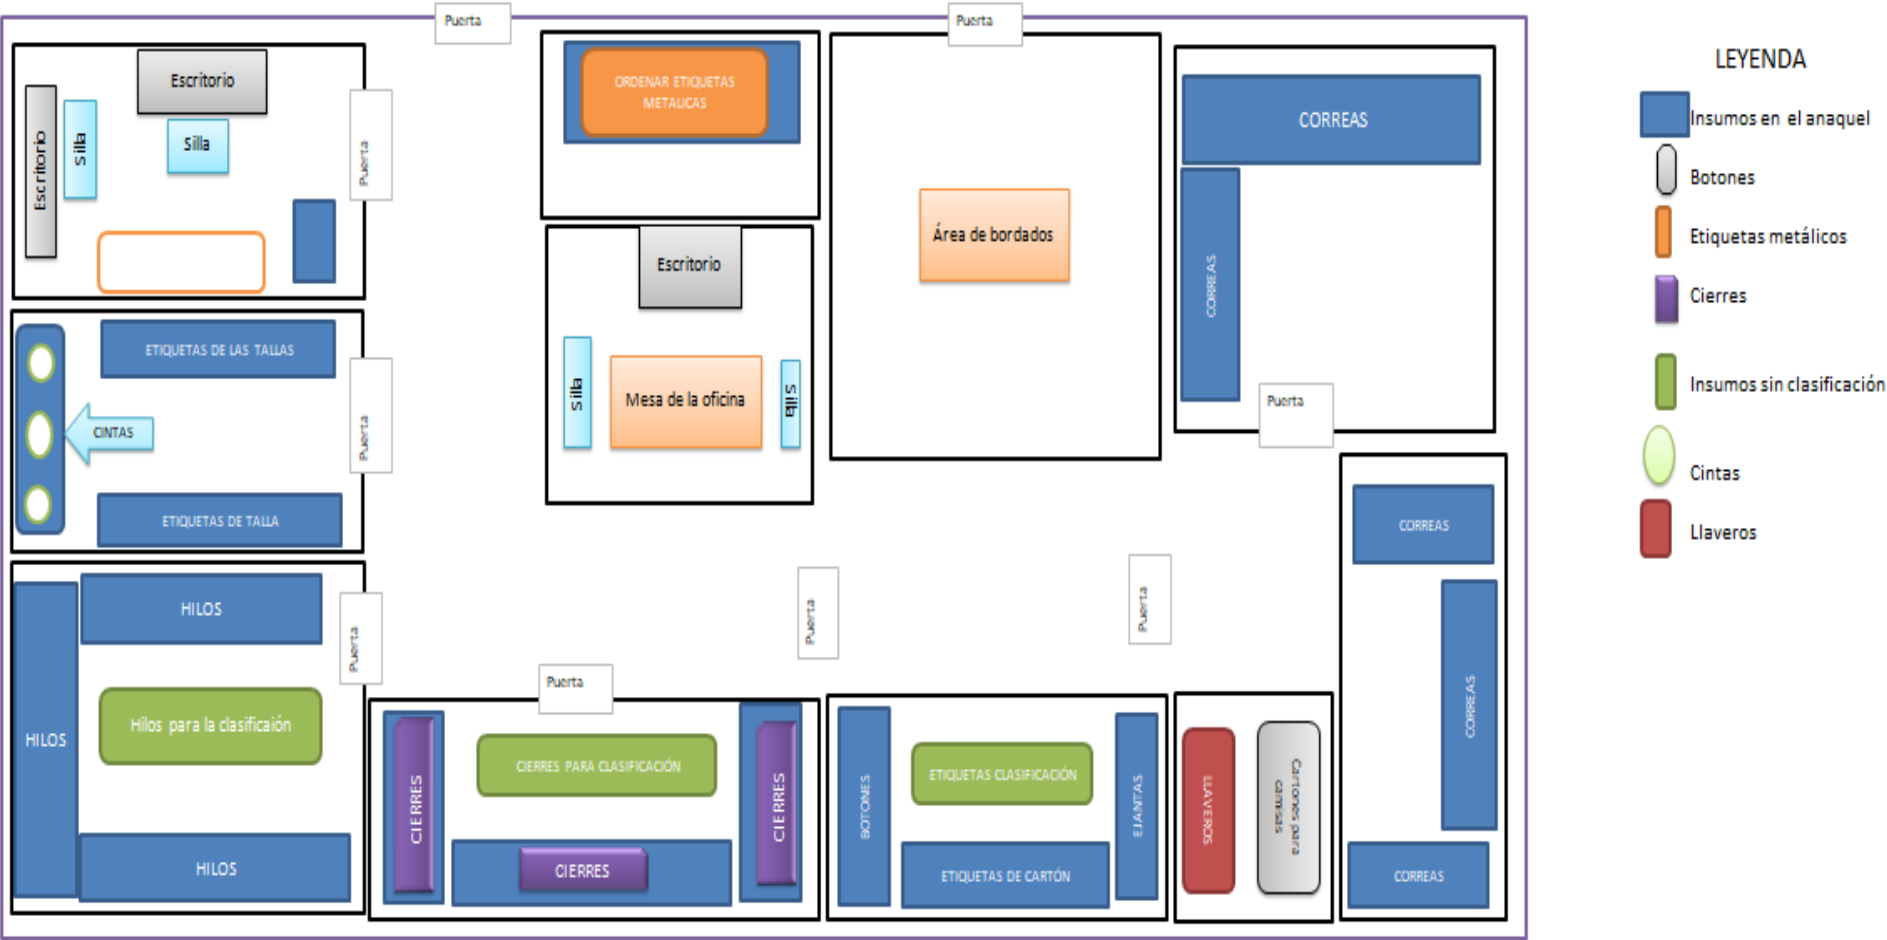 Puerta
Puerta
LEYENDA
Insumos en el anaquel
Botones
Etiquetas metálicos
Cierres
Insumos sin clasificación
Cintas
Llaveros
Escritorio
Escritorio
Silla
Silla
Puerta
ORDENAR ETIQUETAS
METALICAS
Escritorio
Silla
Mesa de la oficina
Silla
Área de bordados
CORREAS
CORREAS
Puerta
ETIQUETAS DE LAS TALLAS
CINTAS
Puerta
ETIQUETAS DE TALLA
HILOS
HILOS
Hilos para la clasificaión
HILOS
Puerta
Puerta
CIERRES
CIERRES PARA CLASIFICACIÓN
CIERRES
CIERRES
Puerta
BOTONES
ETIQUETAS CLASIFICACIÓN
ETIQUETAS DE CARTÓN
EJANTAS
Puerta
LLAVEROS
Cartones para
camisas
CORREAS
CORREAS
CORREAS